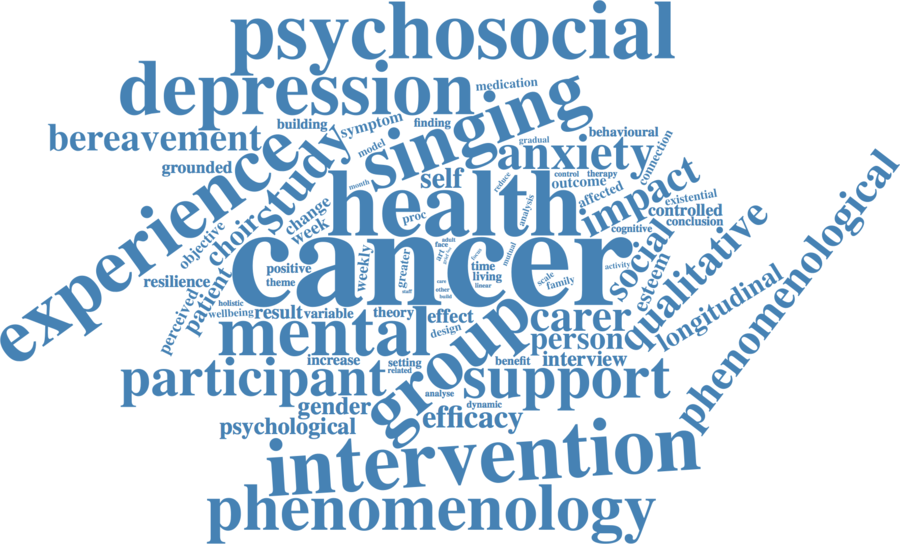 psychosocial
depression
medication
singing
bereavement
building
symptom
finding
behavioural
gradual
connection
grounded
study
model
anxiety
experience
month
self
reduce
control
therapy
outcome
affected
impact
existential
health
choir
change
week
proc
analysis
controlled
conclusion
cognitive
objective
cancer
social
phenomenological
qualitative
esteem
resilience
patient
positive
theme
weekly
greater
staff
face
adult
art
care
other
build
focus
time
living
linear
mutual
scale
family
activity
longitudinal
perceived
holistic
wellbeing
result
variable
theory
effect
design
carer
person
mental
group
increase
setting
related
benefit
interview
participant
support
analyse
dynamic
gender
efficacy
psychological
intervention
phenomenology